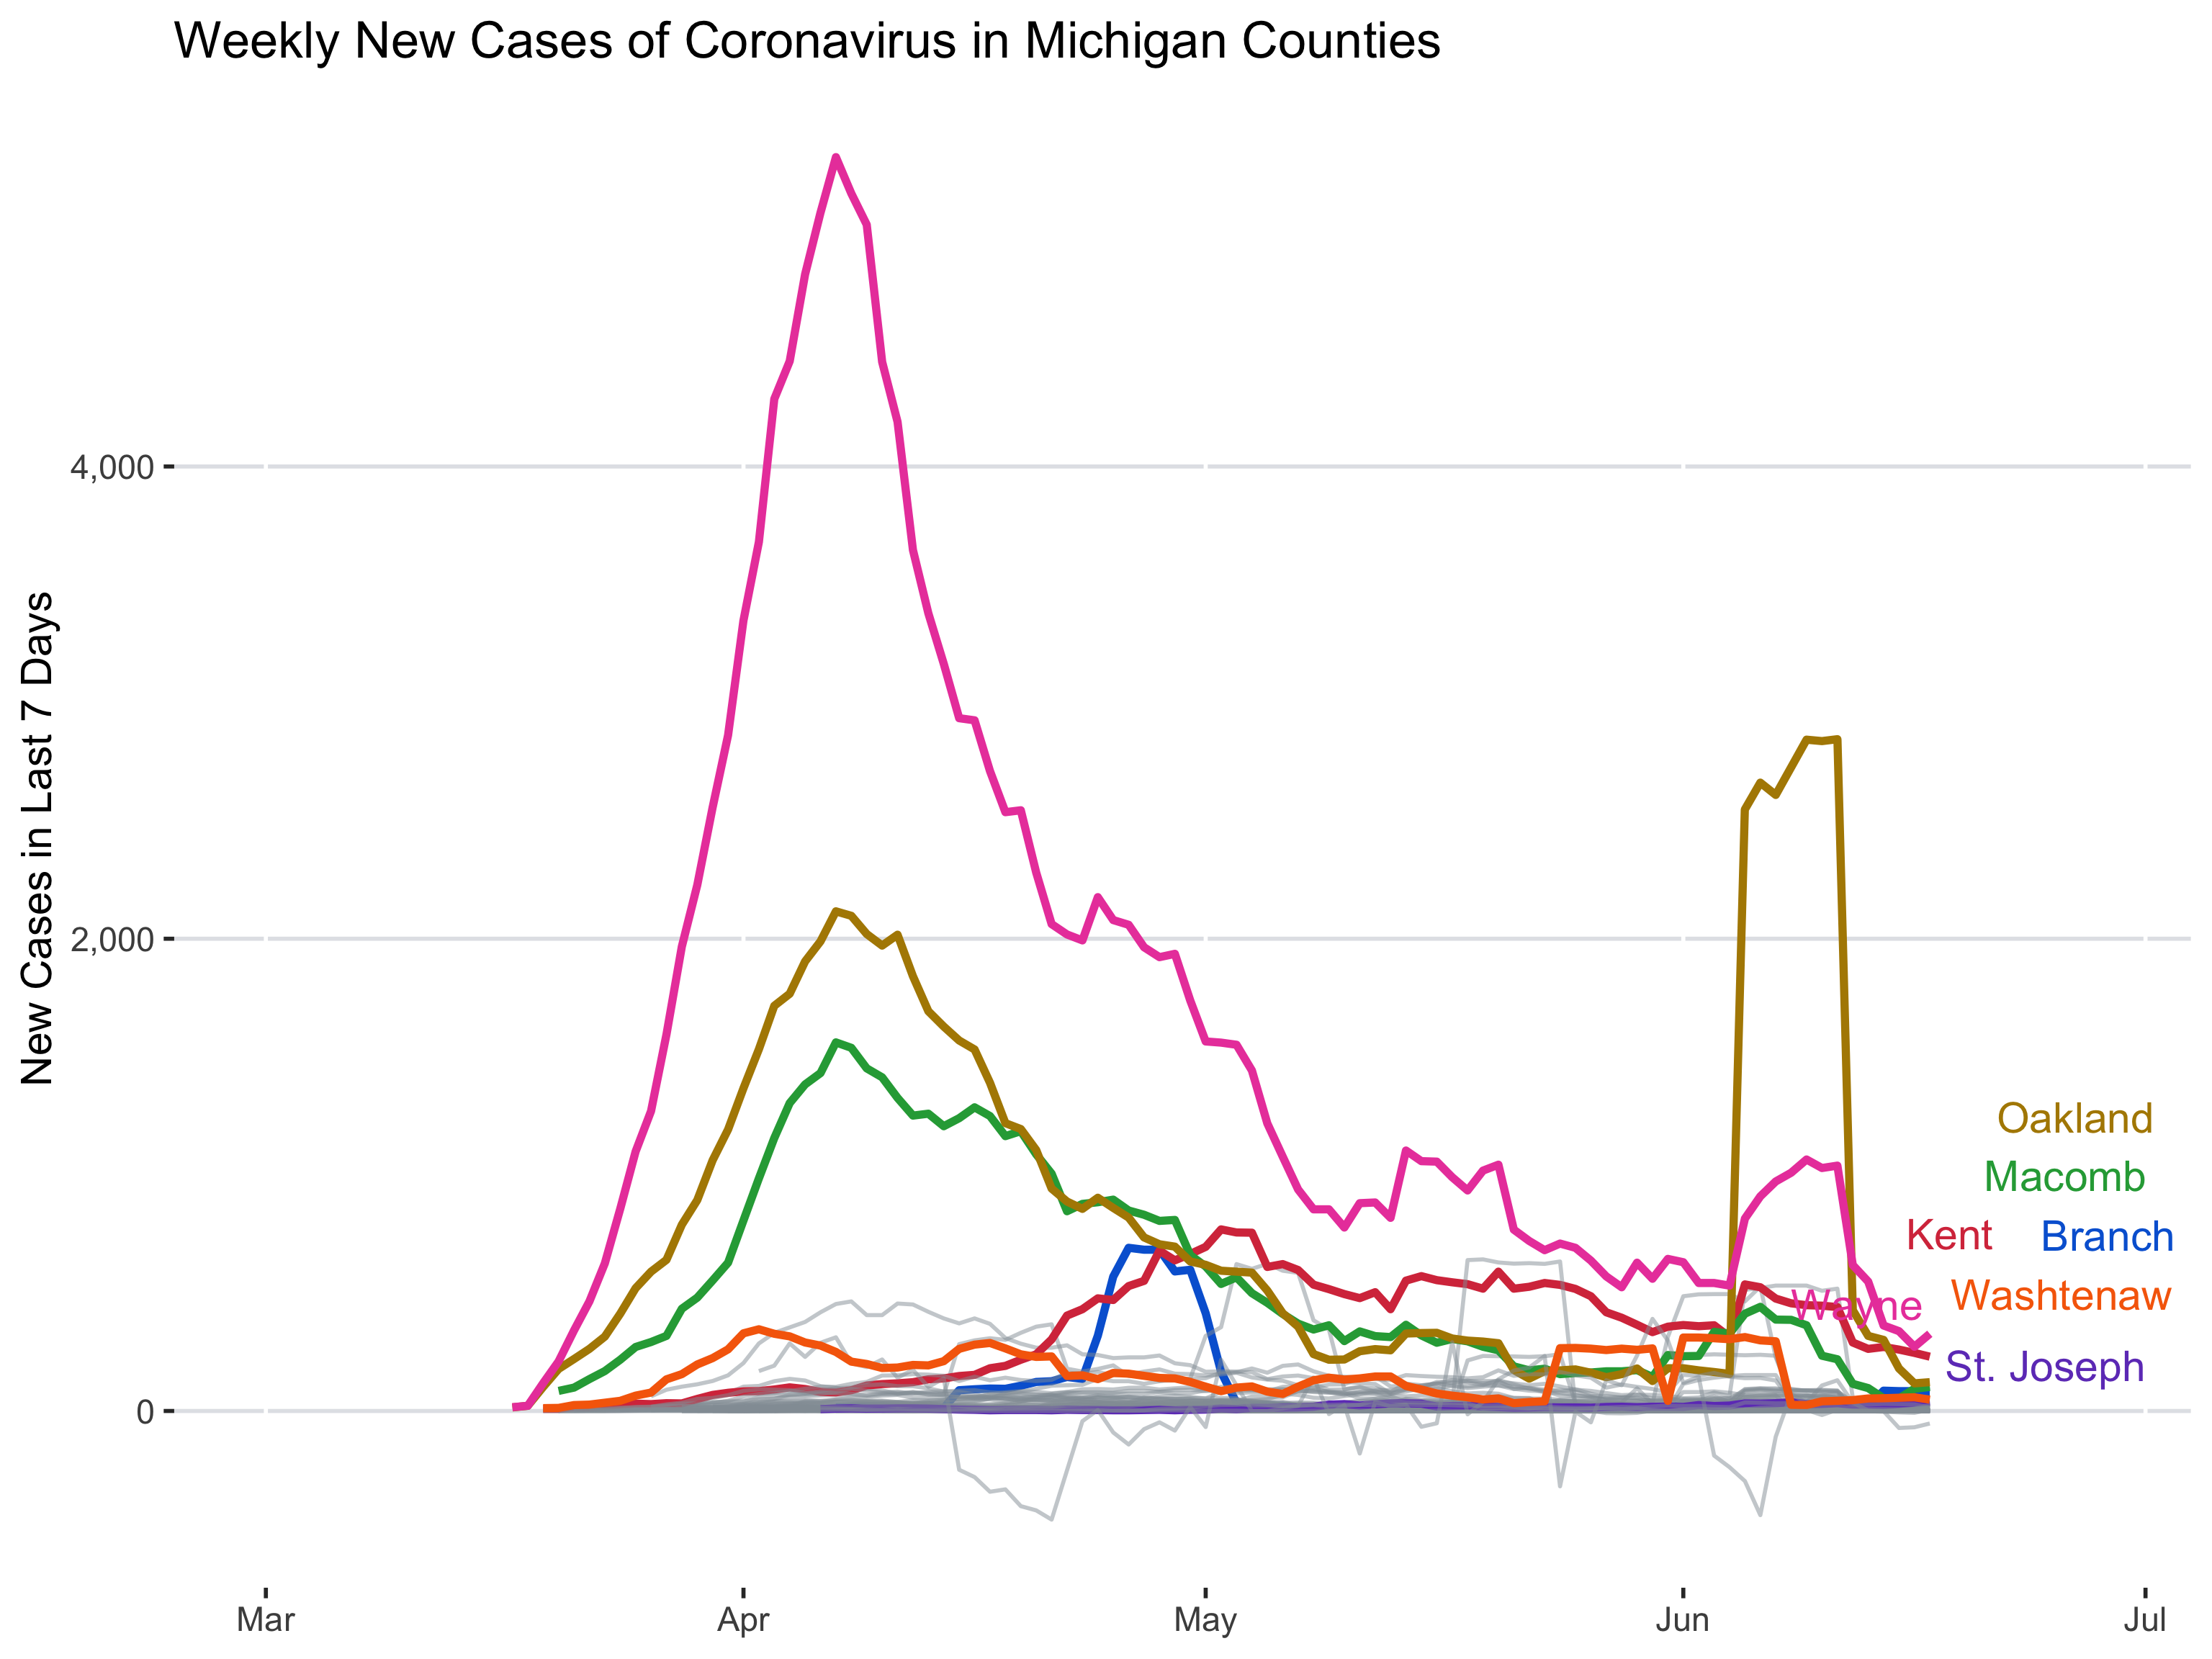 Weekly New Cases of Coronavirus in Michigan Counties
New Cases in Last 7 Days
4,000
2,000
0
Oakland
Macomb
Kent Branch
Wayne Washtenaw
St. Joseph
Mar Apr May Jun Jul